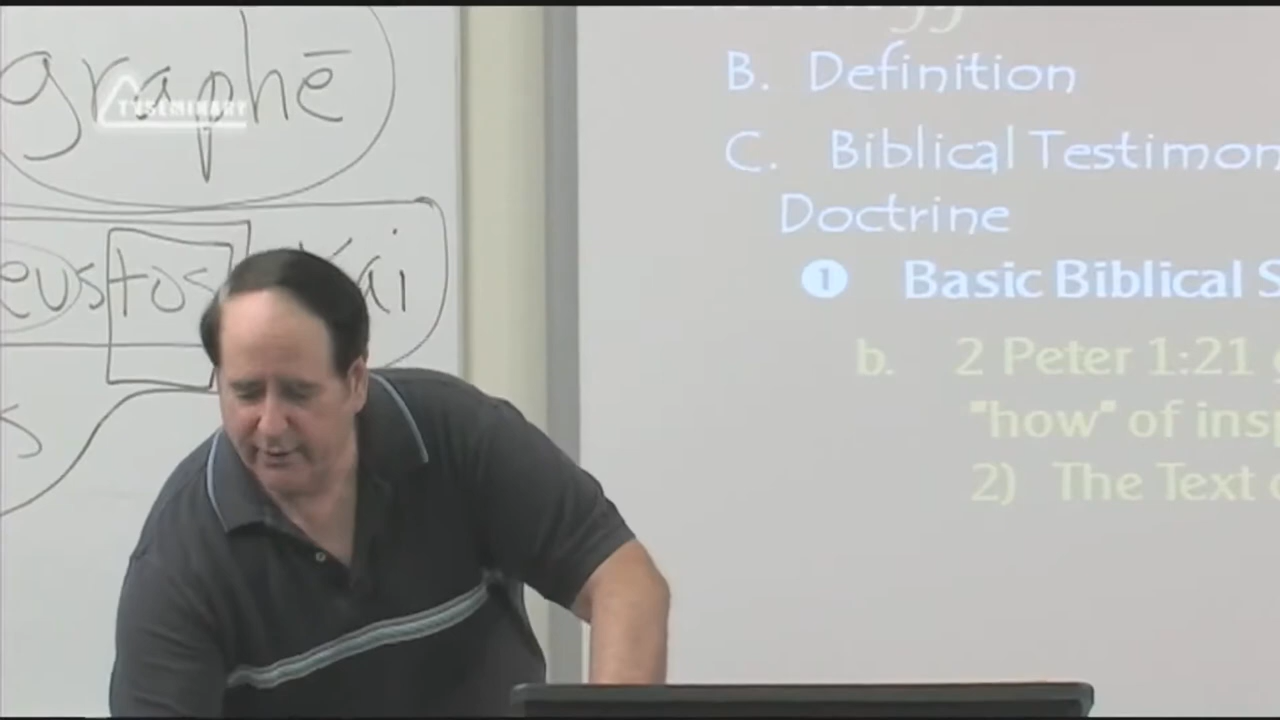 graphē
TVSEMINARY
eustos kai
s
B. Definition
C. Biblical Testimon
Doctrine
1 Basic Biblical S
b. 2 Peter 1:21 g
"how" of insp
2) The Text o